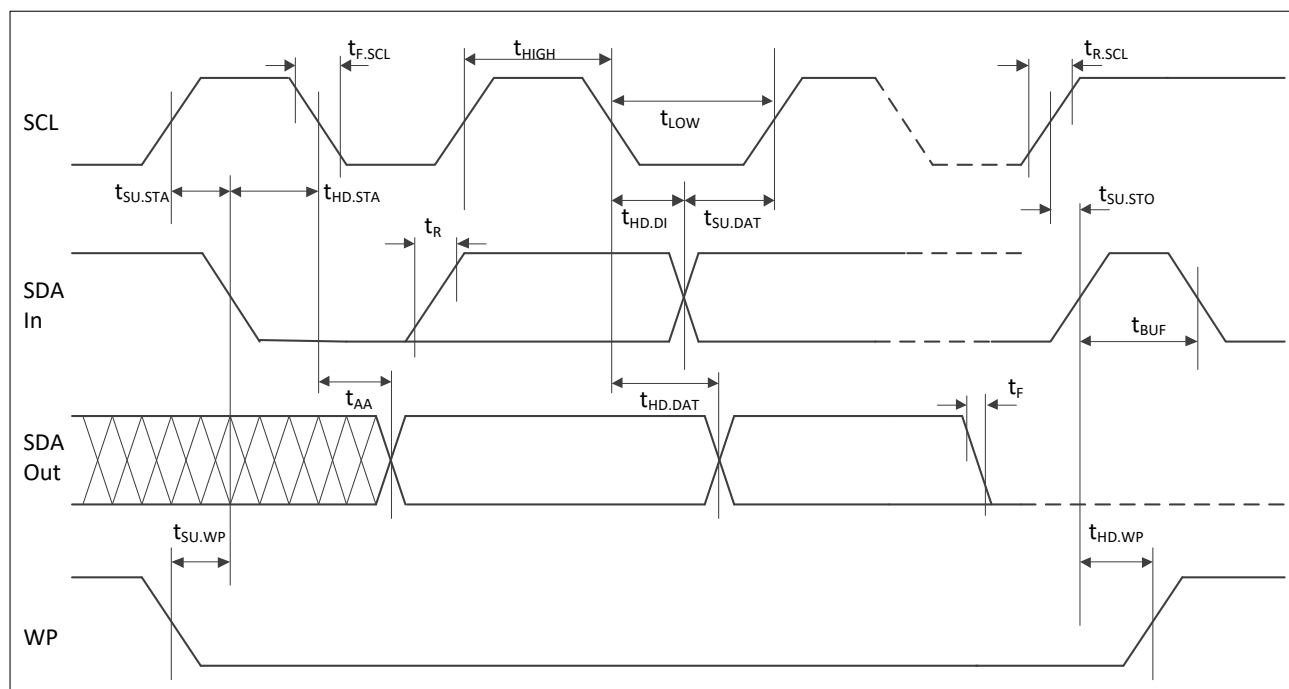 tF.SCL
tHIGH
tR.SCL
SCL
tLOW
tSU.STA
tHD.STA
tHD.DI
tSU.DAT
tSU.STO
tR
SDA
In
tBUF
tAA
tHD.DAT
tF
SDA
Out
tSU.WP
tHD.WP
WP